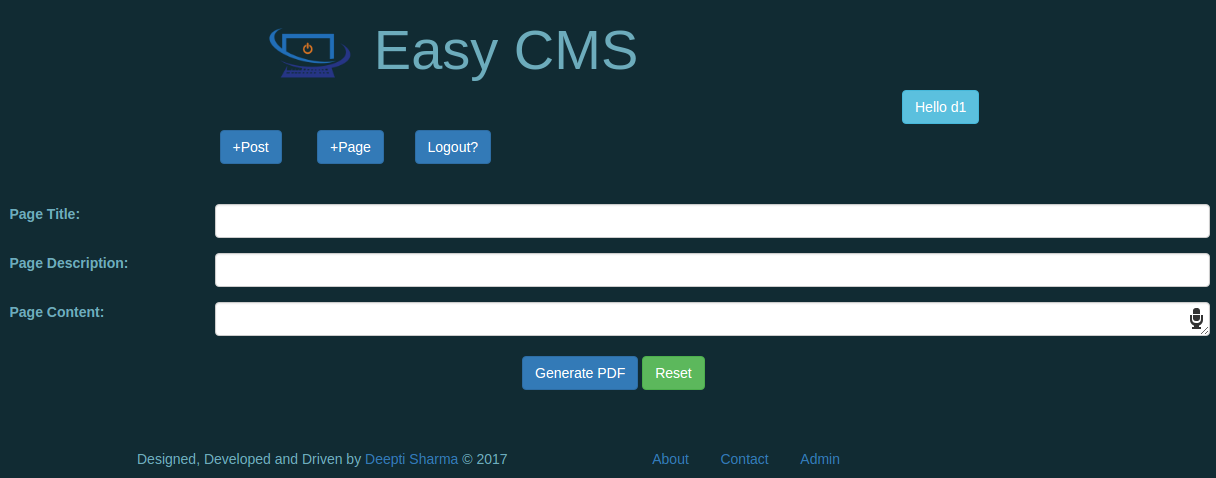 Easy CMS
Hello d1
+Post +Page Logout?
Page Title:
Page Description:
Page Content:
Generate PDF Reset
Designed, Developed and Driven by Deepti Sharma © 2017 About Contact Admin